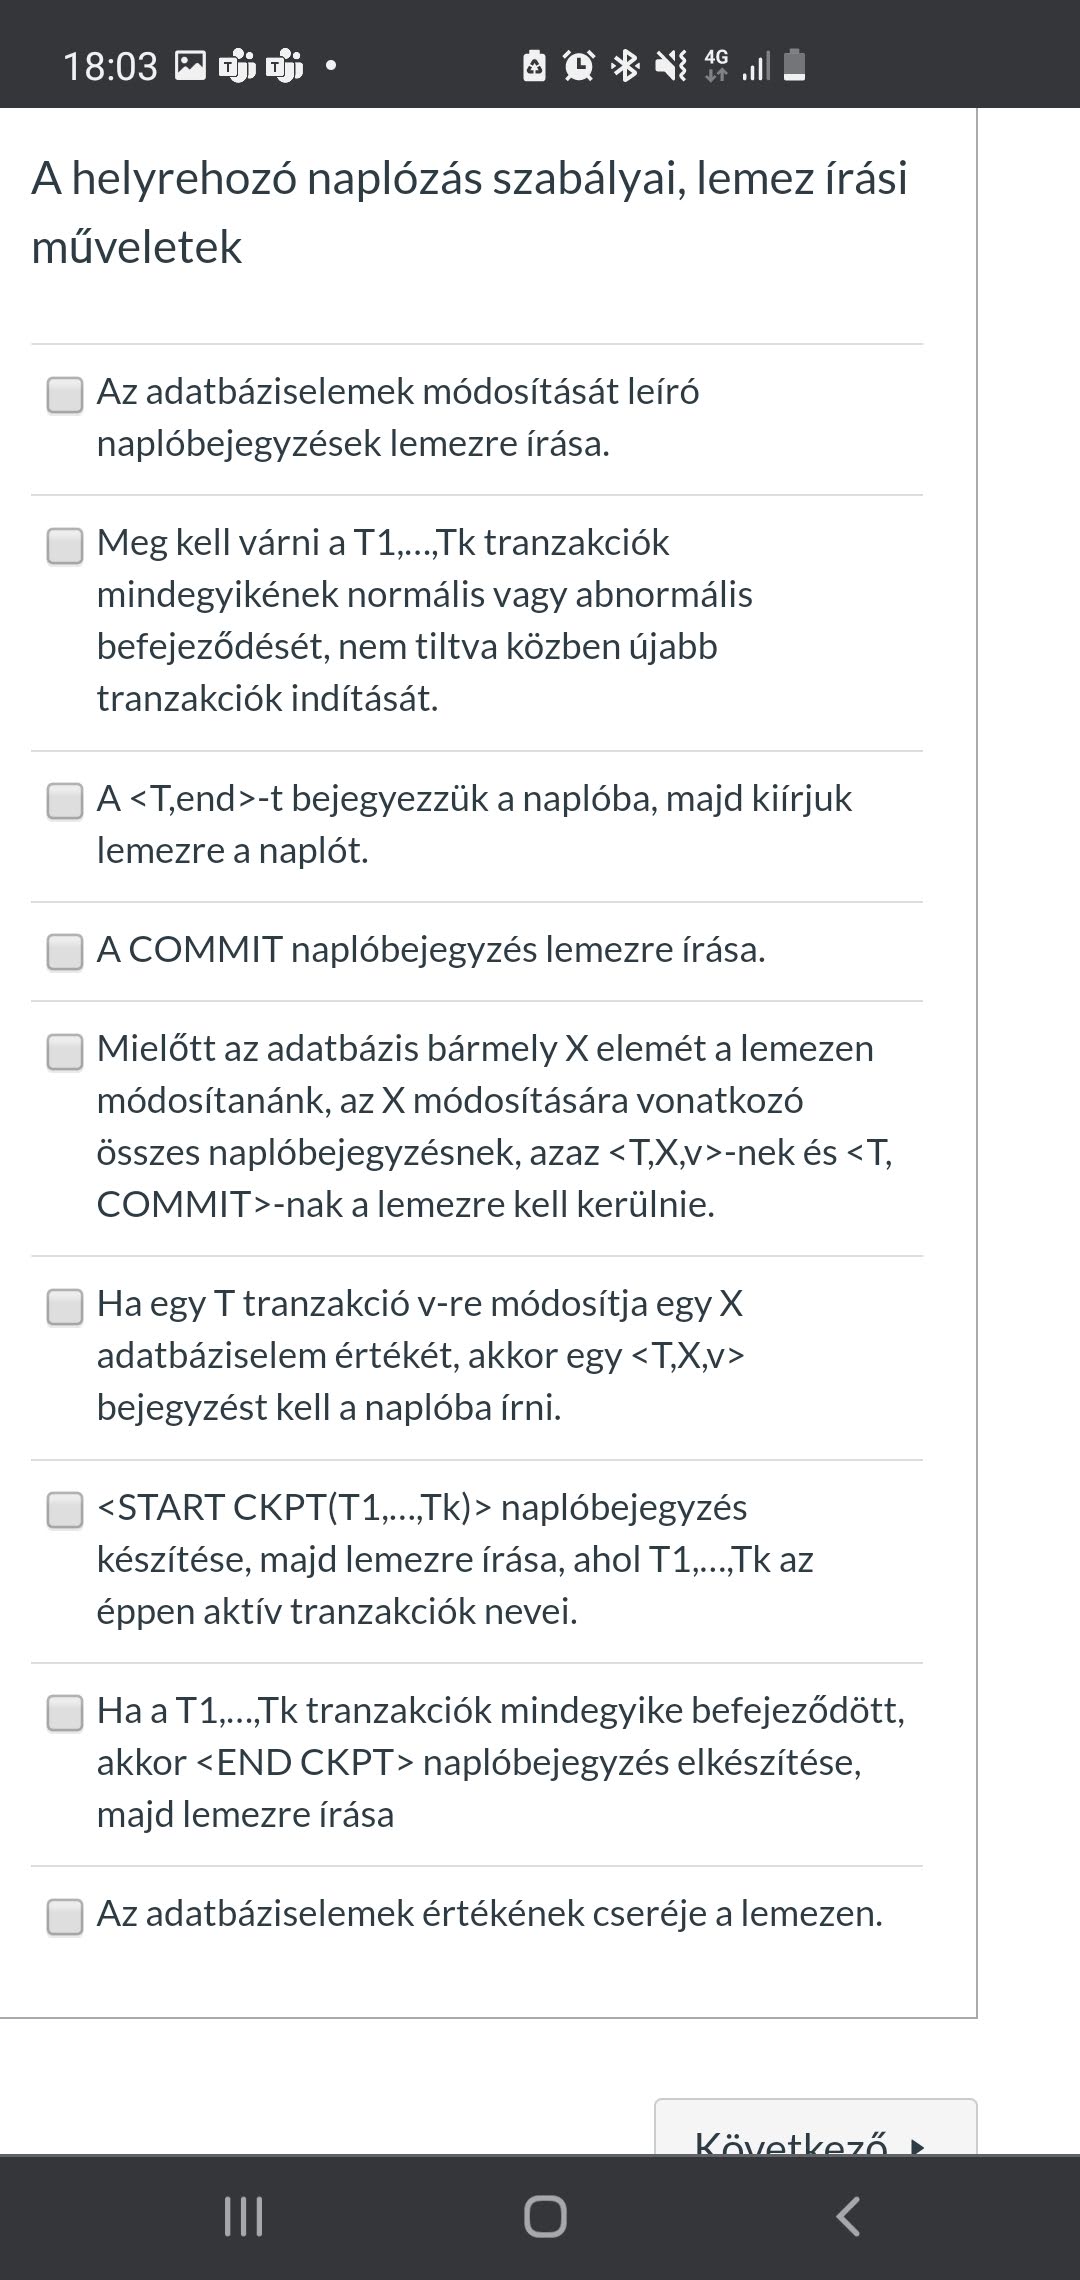 18:03
4G
A helyrehozó naplózás szabályai, lemez írási
műveletek
Az adatbáziselemek módosítását leíró
naplóbejegyzések lemezre írása.
Meg kell várni a T1,...,Tk tranzakciók
mindegyikének normális vagy abnormális
befejeződését, nem tiltva közben újabb
tranzakciók indítását.
A <T,end>-t bejegyezzük a naplóba, majd kiírjuk
lemezre a naplót.
A COMMIT naplóbejegyzés lemezre írása.
Mielőtt az adatbázis bármely X elemét a lemezen
módosítanánk, az X módosítására vonatkozó
összes naplóbejegyzésnek, azaz <T,X,v>-nek és <T,
COMMIT>-nak a lemezre kell kerülnie.
Ha egy T tranzakció v-re módosítja egy X
adatbáziselem értékét, akkor egy <T,X,v>
bejegyzést kell a naplóba írni.
<START CKPT(T1,...,Tk)> naplóbejegyzés
készítése, majd lemezre írása, ahol T1,...,Tk az
éppen aktív tranzakciók nevei.
Ha a T1,...,Tk tranzakciók mindegyike befejeződött,
akkor <END CKPT> naplóbejegyzés elkészítése,
majd lemezre írása
Az adatbáziselemek értékének cseréje a lemezen.
Következő